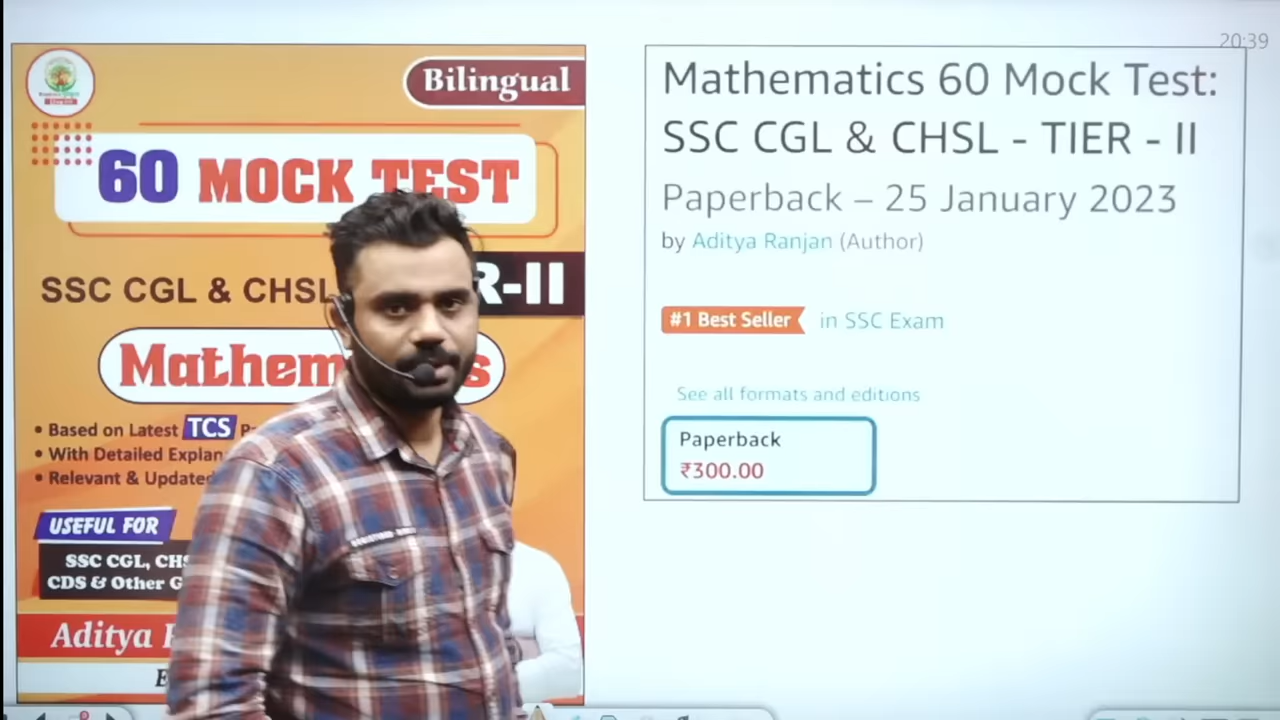 Bilingual
60 MOCK TEST
SSC CGL & CHSL
R-II
Mathem
s
• Based on Latest TCS P
• With Detailed Explan
• Relevant & Updated
USEFUL FOR
SSC CGL, CHS
CDS & Other G
Aditya
E
20:39
Mathematics 60 Mock Test:
SSC CGL & CHSL - TIER - II
Paperback – 25 January 2023
by Aditya Ranjan (Author)
#1 Best Seller in SSC Exam
See all formats and editions
Paperback
₹300.00